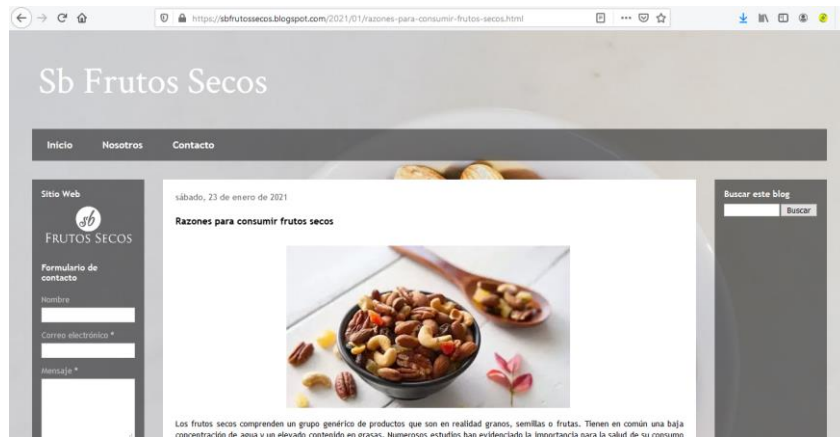 https://sbfrutossecos.blogspot.com/2021/01/razones-para-consumir-frutos-secos.html
Sb Frutos Secos
Inicio Nosotros Contacto
Sitio Web
sb
FRUTOS SECOS
Formulario de
contacto
Nombre
Correo electrónico *
Mensaje *
sábado, 23 de enero de 2021
Razones para consumir frutos secos
Los frutos secos comprenden un grupo genérico de productos que son en realidad granos, semillas o frutas. Tienen en común una baja
concentración de agua y un elevado contenido en grasas. Numerosos estudios han evidenciado la importancia para la salud de su consumo
Buscar este blog
Buscar